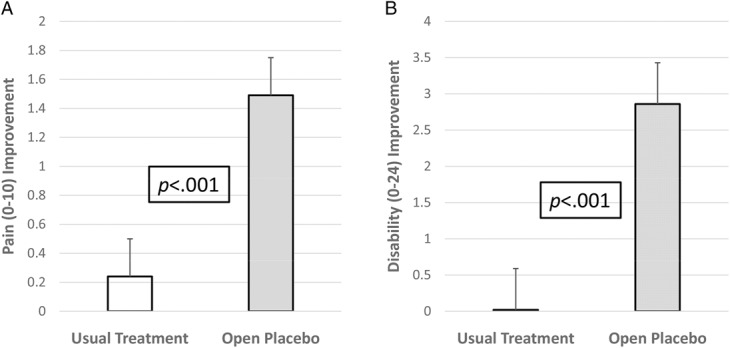 A
Pain (0-10) Improvement
2
1.8
1.6
1.4
1.2
1
0.8
0.6
0.4
0.2
0
p<.001
Usual Treatment
Open Placebo
B
Disability (0-24) Improvement
4
3.5
3
2.5
2
1.5
1
0.5
0
p<.001
Usual Treatment
Open Placebo